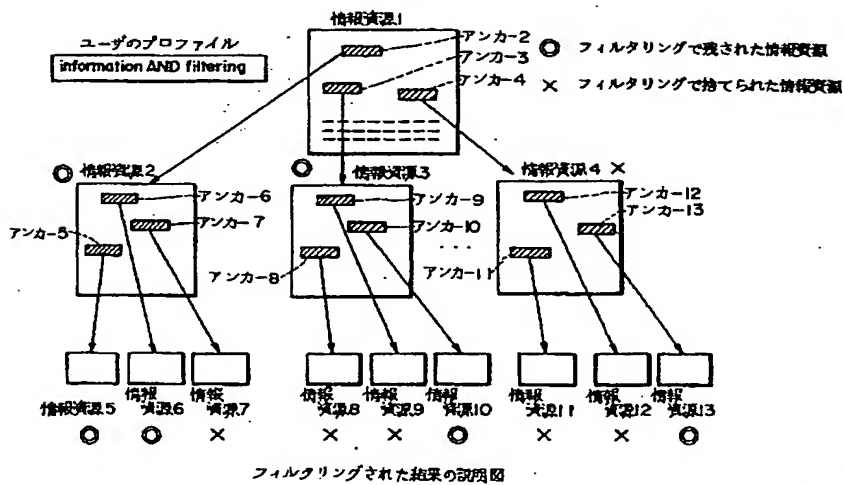 情報資源1
ユーザのプロファイル
information AND filtering
アンカー2
アンカー3
アンカー4
◎ フィルタリングで残された情報資源
× フィルタリングで捨てられた情報資源
◎ 情報資源2
◎ 情報資源3
情報資源4 ×
アンカー6
アンカー7
アンカー5
アンカー9
アンカー10
アンカー8
・・・
アンカー12
アンカー13
アンカー11
情報資源5
情報
資源6
情報
資源7
情報
資源8
情報
資源9
情報
資源10
情報
資源11
情報
資源12
情報
資源13
◎ ◎ × × × ◎ × × ◎
フィルタリングされた結果の説明図